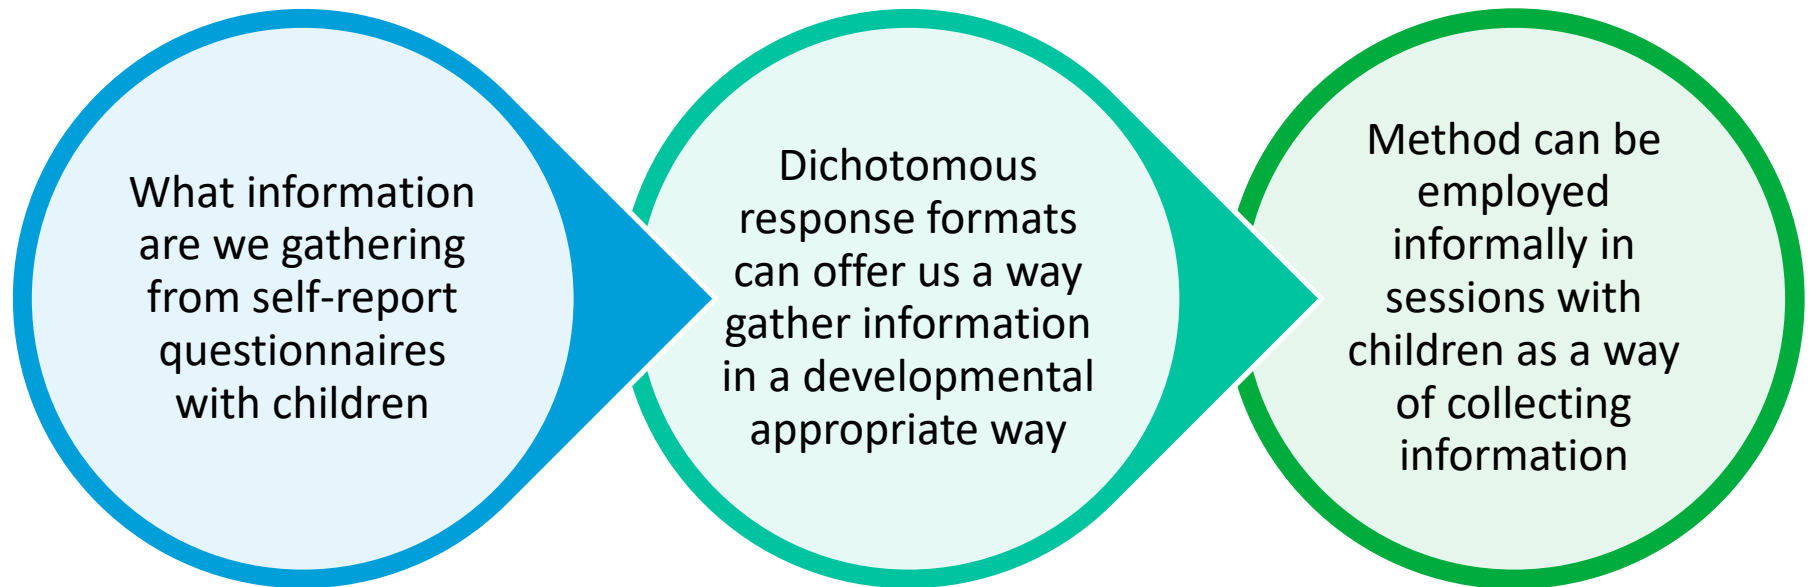 What information
are we gathering
from self-report
questionnaires
with children
Dichotomous
response formats
can offer us a way
gather information
in a developmental
appropriate way
Method can be
employed
informally in
sessions with
children as a way
of collecting
information